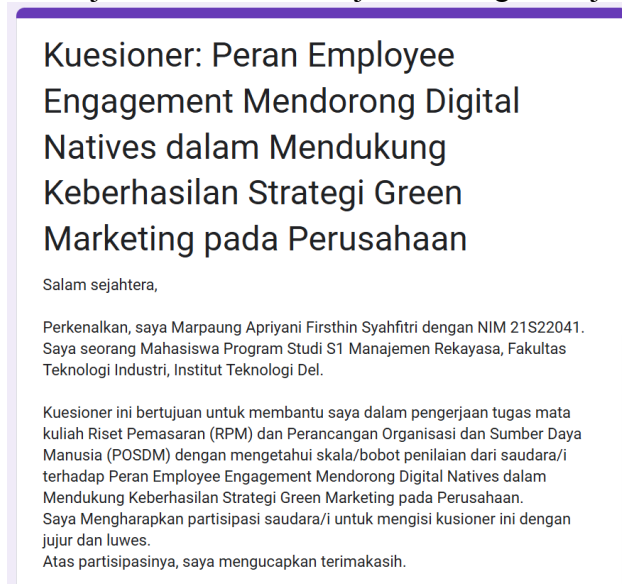 Kuesioner: Peran Employee
Engagement Mendorong Digital
Natives dalam Mendukung
Keberhasilan Strategi Green
Marketing pada Perusahaan
Salam sejahtera,
Perkenalkan, saya Marpaung Apriyani Firsthin Syahfitri dengan NIM 21S22041.
Saya seorang Mahasiswa Program Studi S1 Manajemen Rekayasa, Fakultas
Teknologi Industri, Institut Teknologi Del.
Kuesioner ini bertujuan untuk membantu saya dalam pengerjaan tugas mata
kuliah Riset Pemasaran (RPM) dan Perancangan Organisasi dan Sumber Daya
Manusia (POSDM) dengan mengetahui skala/bobot penilaian dari saudara/i
terhadap Peran Employee Engagement Mendorong Digital Natives dalam
Mendukung Keberhasilan Strategi Green Marketing pada Perusahaan.
Saya Mengharapkan partisipasi saudara/i untuk mengisi kusioner ini dengan
jujur dan luwes.
Atas partisipasinya, saya mengucapkan terimakasih.